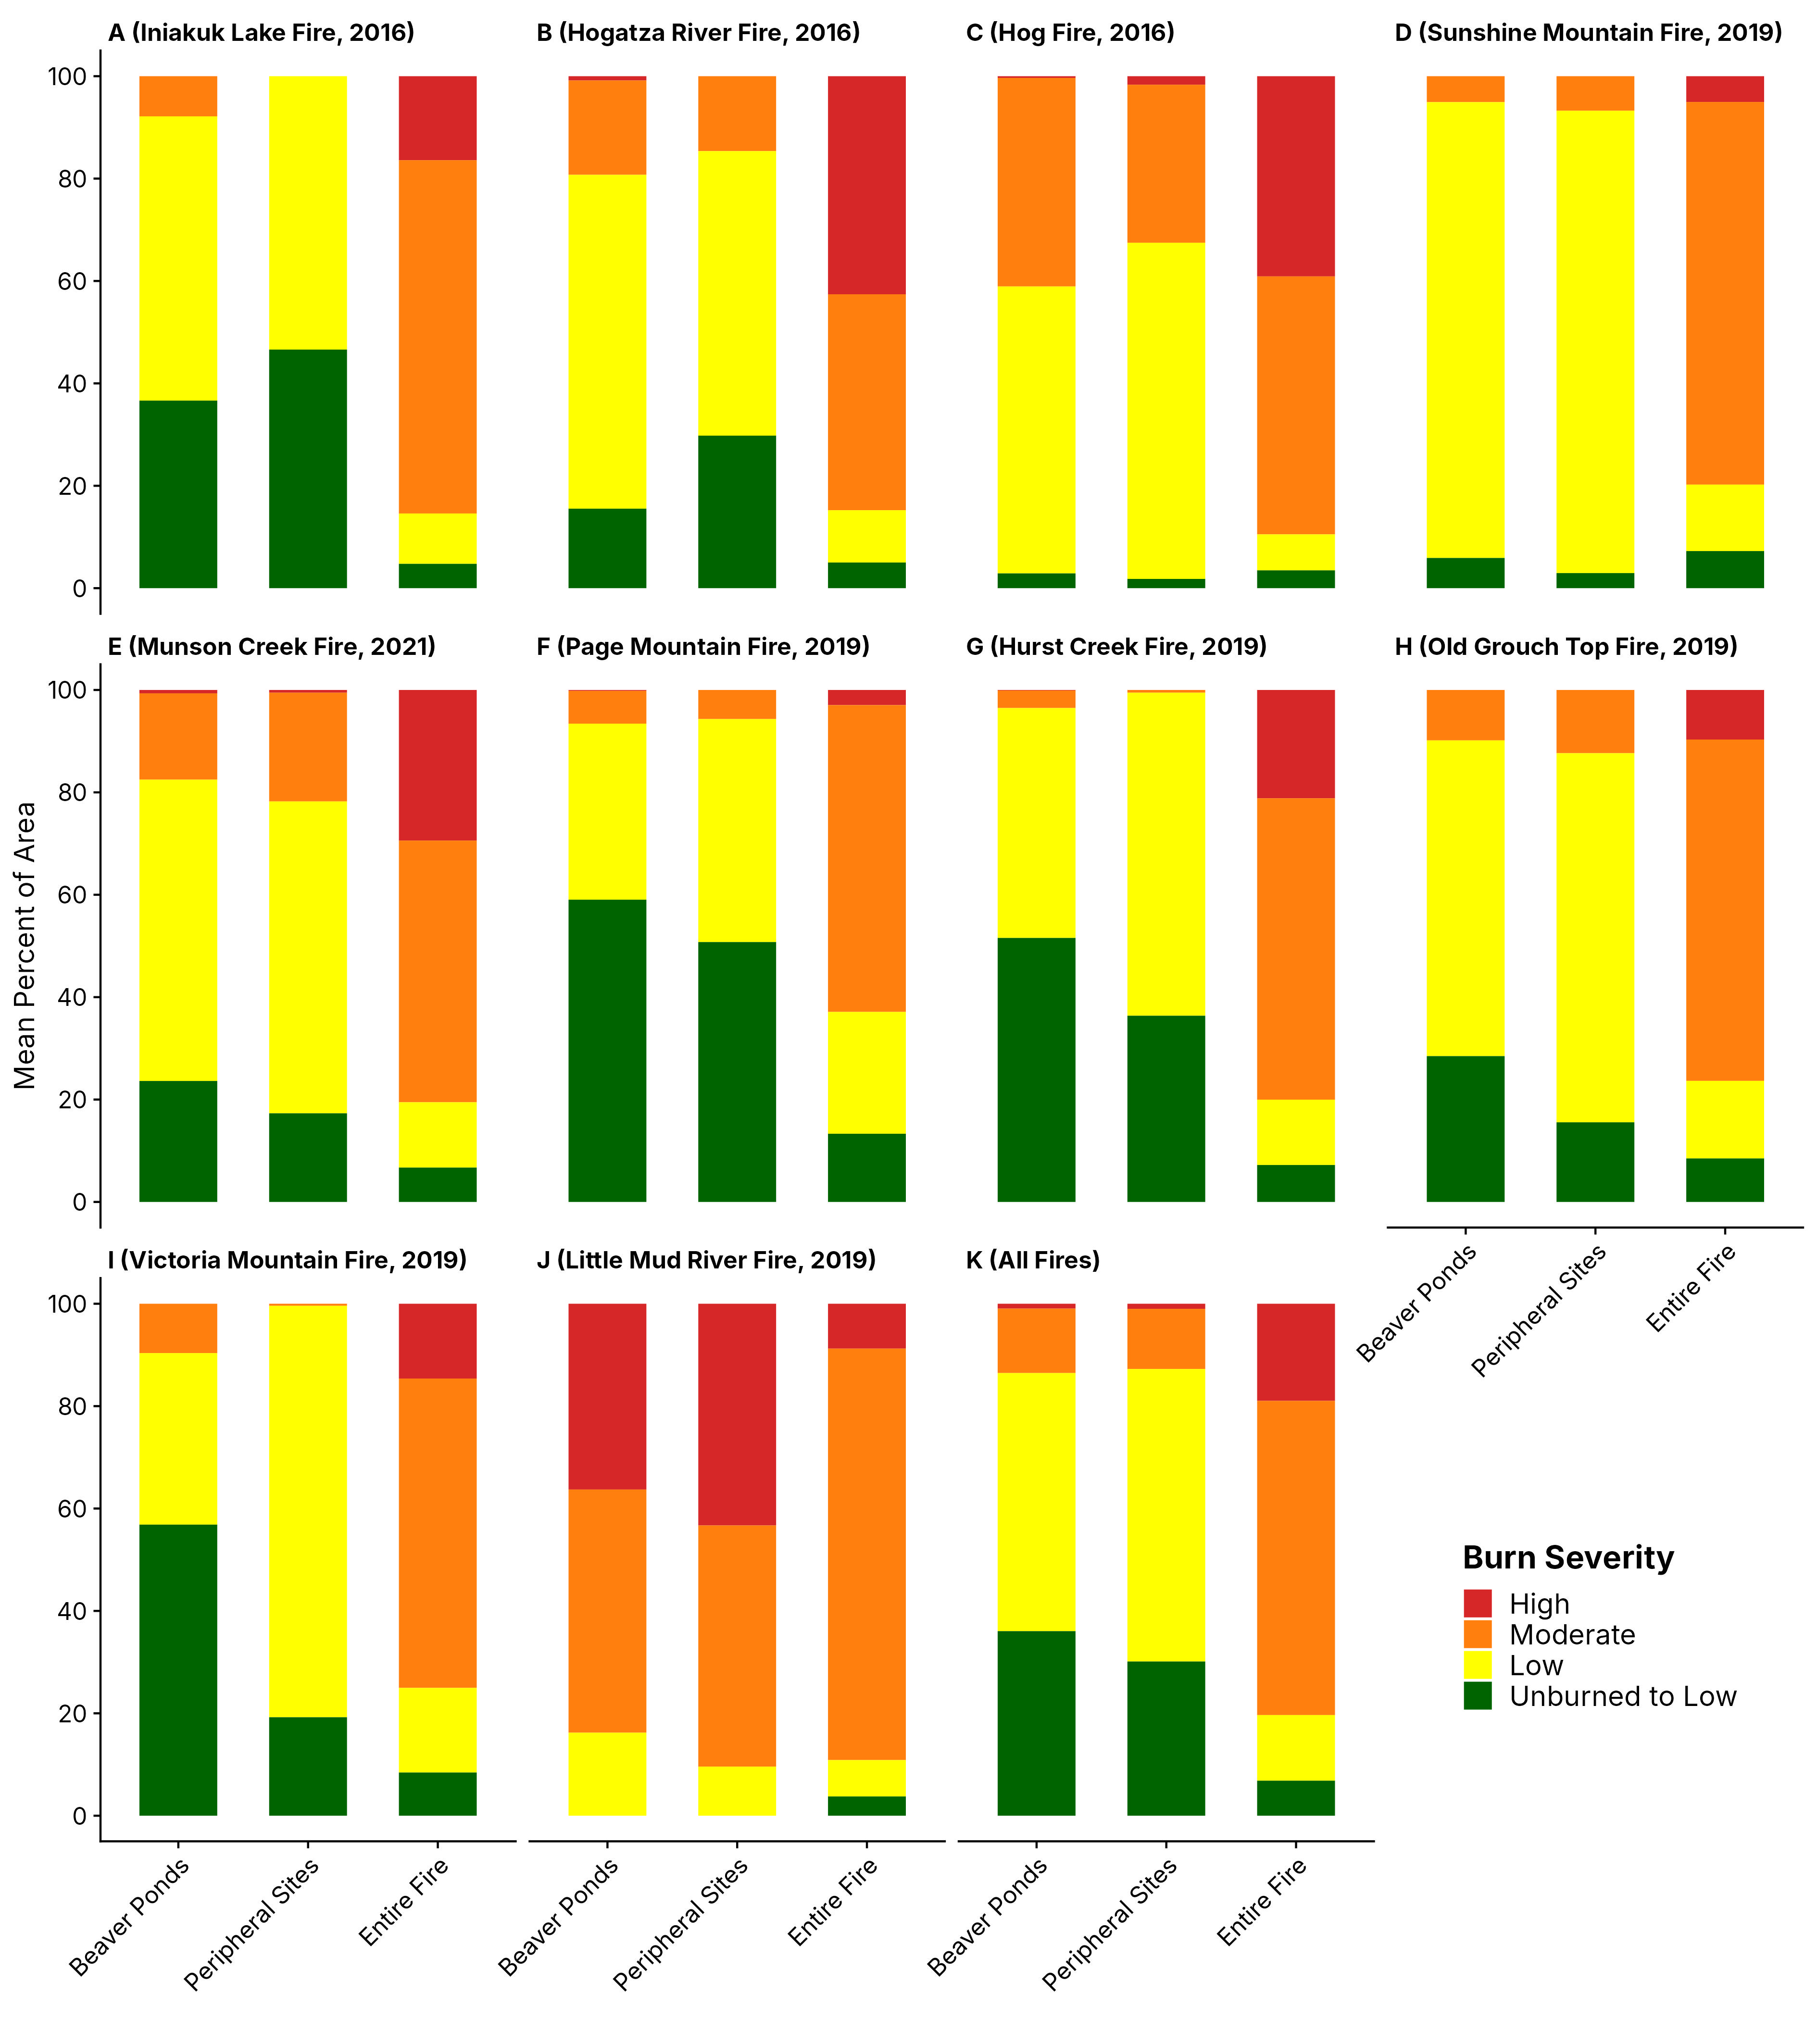 A (Iniakuk Lake Fire, 2016)
B (Hogatza River Fire, 2016)
C (Hog Fire, 2016)
D (Sunshine Mountain Fire, 2019)
100
80
60
40
20
0
E (Munson Creek Fire, 2021)
F (Page Mountain Fire, 2019)
G (Hurst Creek Fire, 2019)
H (Old Grouch Top Fire, 2019)
100
80
60
40
20
0
Mean Percent of Area
Beaver Ponds
Peripheral Sites
Entire Fire
I (Victoria Mountain Fire, 2019)
J (Little Mud River Fire, 2019)
K (All Fires)
100
80
60
40
20
0
Burn Severity
High
Moderate
Low
Unburned to Low
Beaver Ponds
Peripheral Sites
Entire Fire
Beaver Ponds
Peripheral Sites
Entire Fire
Beaver Ponds
Peripheral Sites
Entire Fire